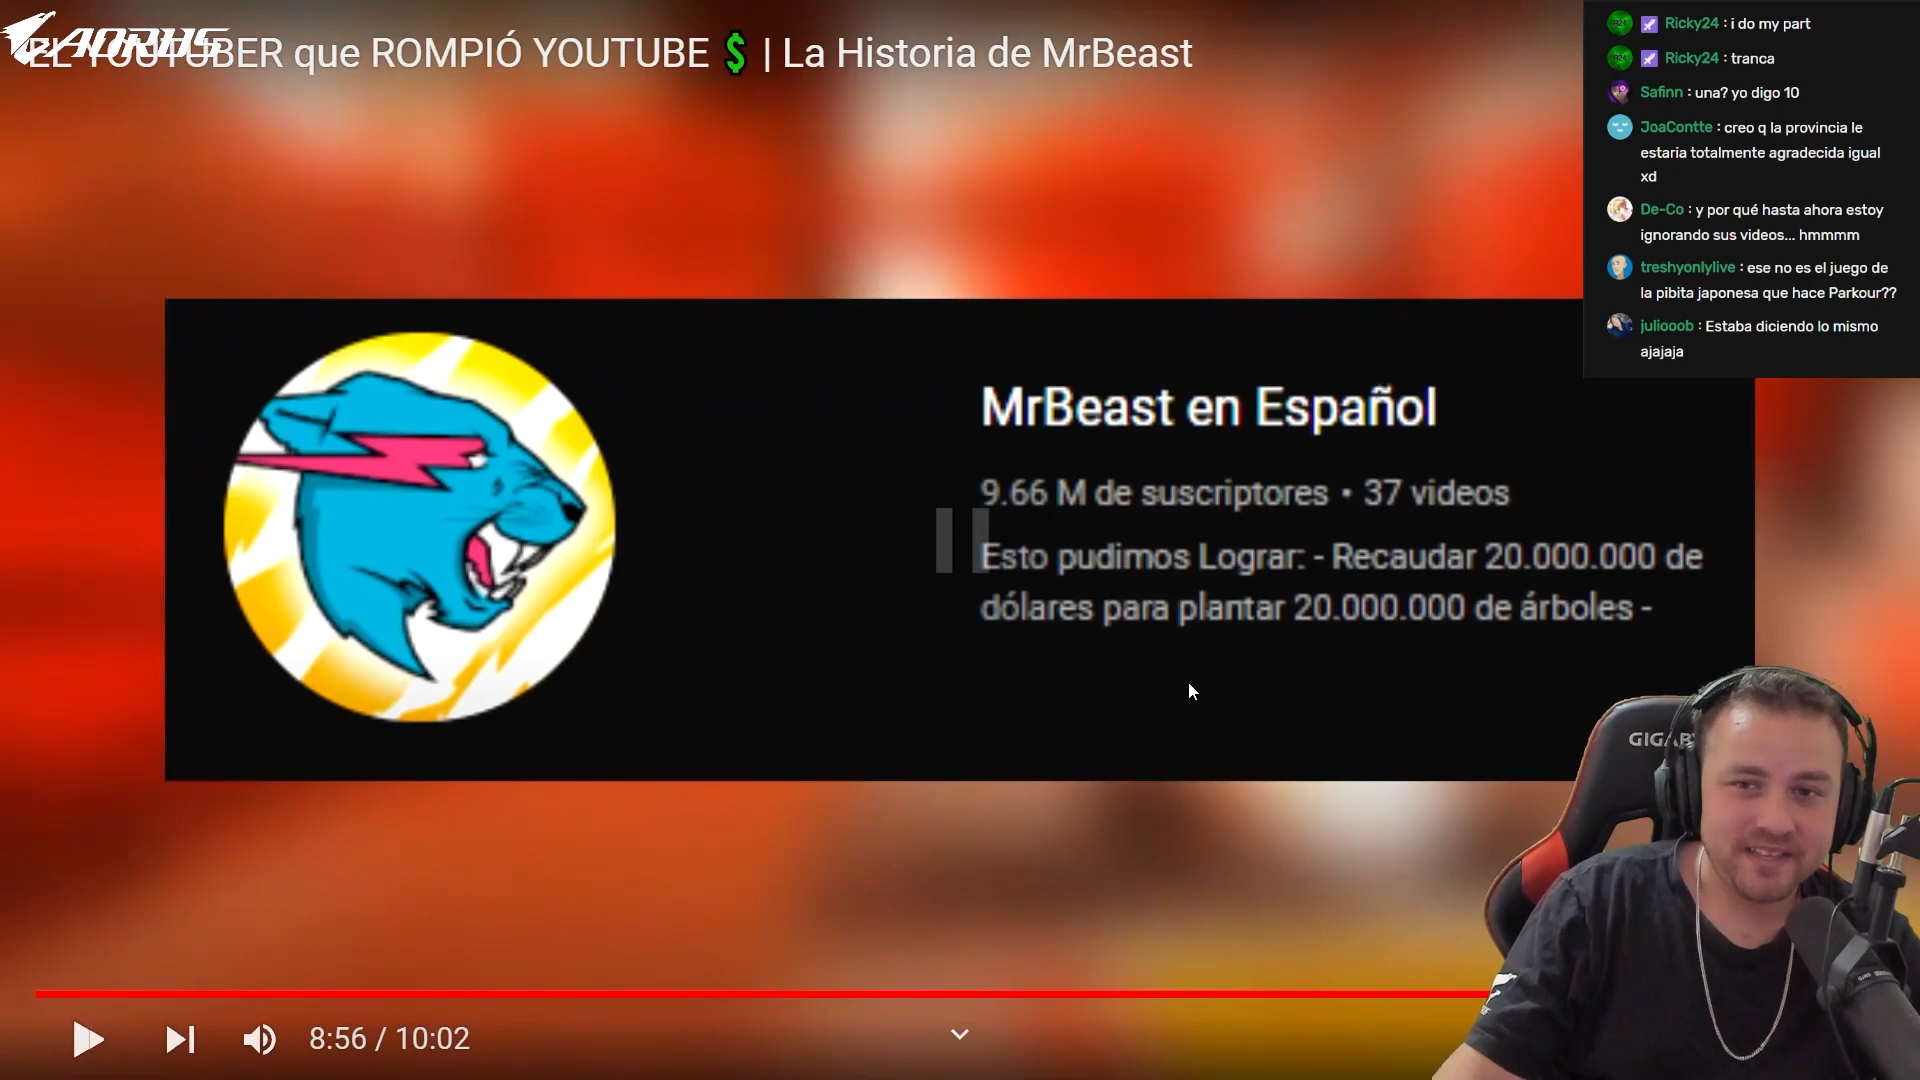 AORUS
EL YOUTUBER que ROMPIÓ YOUTUBE $ | La Historia de MrBeast
Ricky24 : i do my part
Ricky24 : tranca
Safinn : una? yo digo 10
JoaContte : creo q la provincia le
estaria totalmente agradecida igual
xd
De-Co : y por qué hasta ahora estoy
ignorando sus videos... hmmmm
treshyonlylive : ese no es el juego de
la pibita japonesa que hace Parkour??
juliooob : Estaba diciendo lo mismo
ajajaja
MrBeast en Español
9.66 M de suscriptores • 37 videos
Esto pudimos Lograr: - Recaudar 20.000.000 de
dólares para plantar 20.000.000 de árboles -
8:56 / 10:02